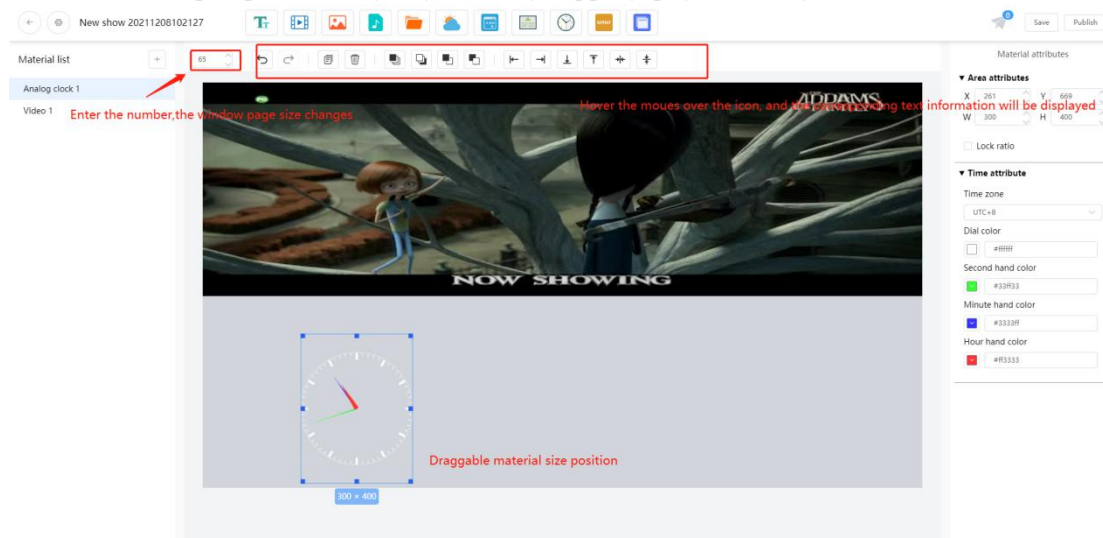 New show 20211208102127
Tт
0
Save
Publish
Material list
+
65
Material attributes
Analog clock 1
Video 1
Enter the number,the window page size changes
Hover the moues over the icon, and the corresponding text information will be displayed
ADDAMS
NOW SHOWING
▼ Area attributes
X 261 Y 669
W 300 H 400
Lock ratio
▼ Time attribute
Time zone
UTC+8
Dial color
#ffffff
Second hand color
#33ff33
Minute hand color
#3333ff
Hour hand color
#ff3333
Draggable material size position
300 × 400